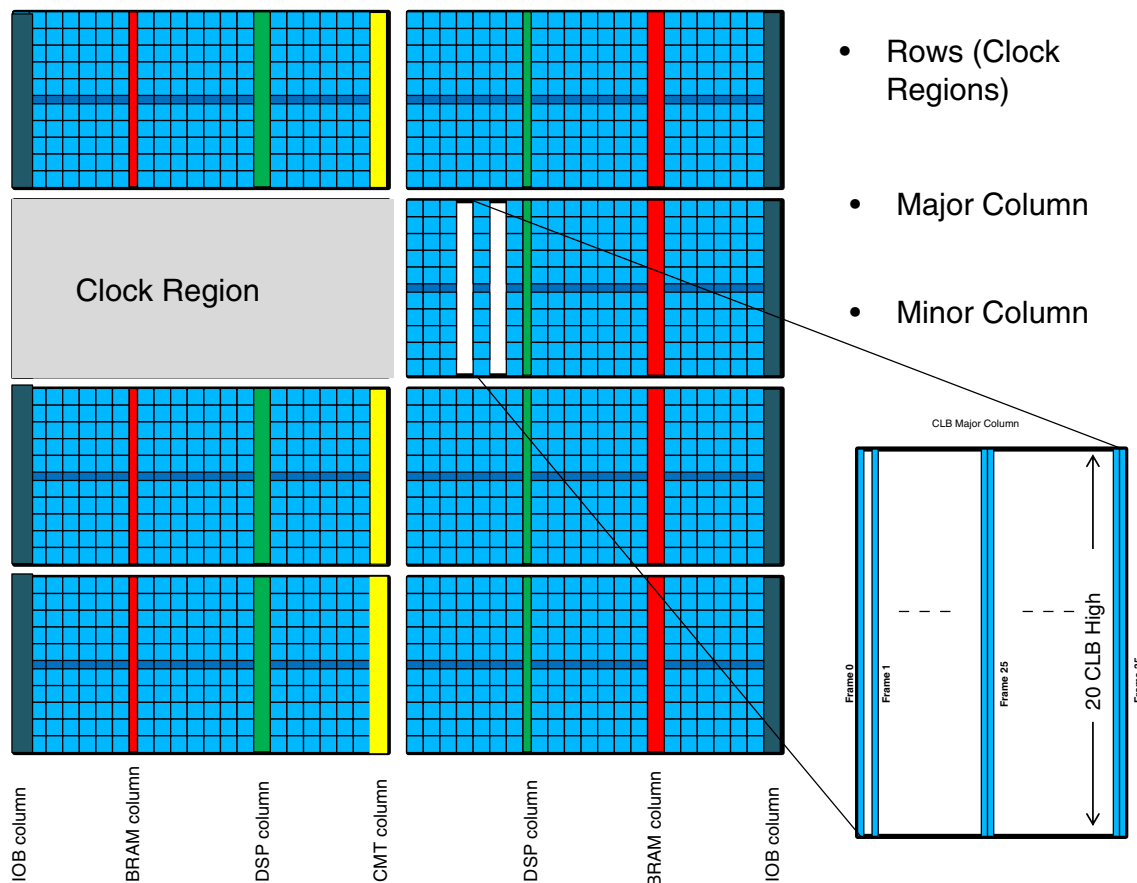 • Rows (Clock
Regions)
• Major Column
• Minor Column
Clock Region
CLB Major Column
Frame 0
Frame 1
Frame 25
20 CLB High
IOB column
BRAM column
DSP column
CMT column
DSP column
BRAM column
IOB column